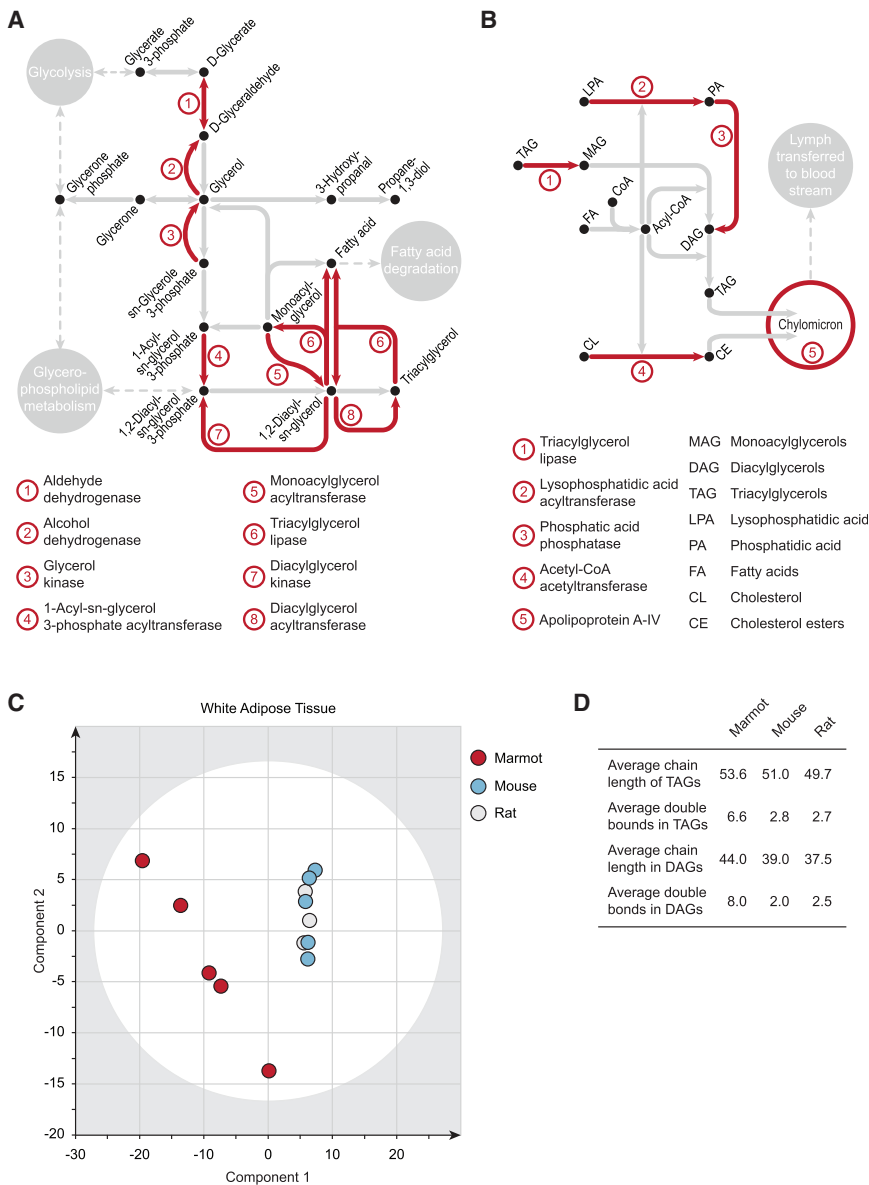 A
Glycerate
3-phosphate
D-Glycerate
Glycolysis
1
D-Glyceraldehyde
2
Glycerone
phosphate
Glycerol
3-Hydroxy-
propanal
Propane-
1,3-diol
Glycerone
3
Fatty acid
Fatty acid
degradation
sn-Glycerole
3-phosphate
Monoacyl-
glycerol
1-Acyl-
sn-glycerol
3-phosphate
4
5
6
6
Triacylglycerol
Glycero-
phospholipid
metabolism
1,2-Diacyl-
sn-glycerol
3-phosphate
7
1,2-Diacyl-
sn-glycerol
8
1 Aldehyde
dehydrogenase
2 Alcohol
dehydrogenase
3 Glycerol
kinase
4 1-Acyl-sn-glycerol
3-phosphate acyltransferase
5 Monoacylglycerol
acyltransferase
6 Triacylglycerol
lipase
7 Diacylglycerol
kinase
8 Diacylglycerol
acyltransferase
B
LPA
2
PA
3
TAG
1
MAG
Lymph
transferred
to blood
stream
CoA
FA
Acyl-CoA
DAG
TAG
Chylomicron
5
CL
4
CE
1 Triacylglycerol
lipase
2 Lysophosphatidic acid
acyltransferase
3 Phosphatic acid
phosphatase
4 Acetyl-CoA
acetyltransferase
5 Apolipoprotein A-IV
MAG Monoacylglycerols
DAG Diacylglycerols
TAG Triacylglycerols
LPA Lysophosphatidic acid
PA Phosphatidic acid
FA Fatty acids
CL Cholesterol
CE Cholesterol esters
C
White Adipose Tissue
Component 2
15
10
5
0
-5
-10
-15
-20
-30
-20
-10
0
10
20
Component 1
Marmot
Mouse
Rat
D
Marmot Mouse Rat
Average chain
length of TAGs 53.6 51.0 49.7
Average double
bounds in TAGs 6.6 2.8 2.7
Average chain
length in DAGs 44.0 39.0 37.5
Average double
bonds in DAGs 8.0 2.0 2.5